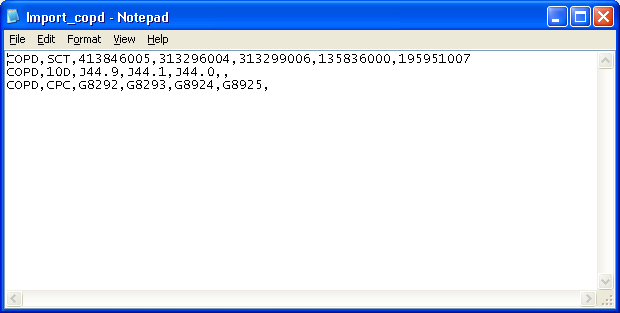 Import_copd - Notepad
File Edit Format View Help
COPD,SCT,413846005,313296004,313299006,135836000,195951007
COPD,10D,J44.9,J44.1,J44.0,,
COPD,CPC,G8292,G8293,G8924,G8925,